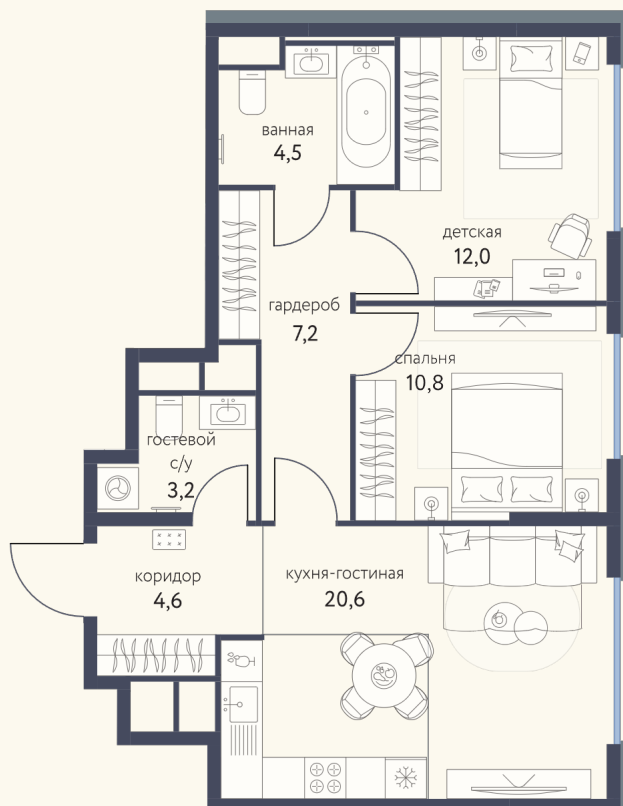 ванная
4,5
детская
12,0
гардероб
7,2
спальня
10,8
гостевой
с/у
3,2
коридор
4,6
кухня-гостиная
20,6